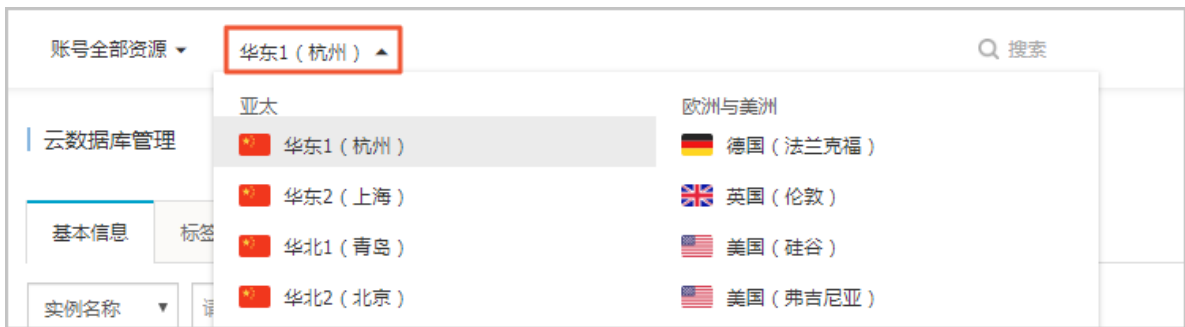 账号全部资源
华东1（杭州）
搜索
亚太
欧洲与美洲
云数据库管理
华东1（杭州）
德国（法兰克福）
华东2（上海）
英国（伦敦）
基本信息
标签
华北1（青岛）
美国（硅谷）
实例名称
华北2（北京）
美国（弗吉尼亚）